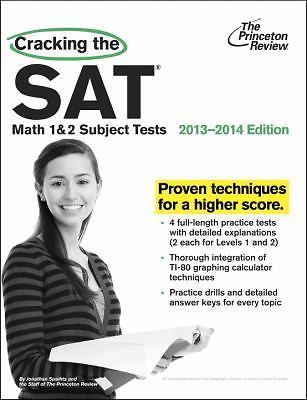 The
Princeton
Review
Cracking the
SAT®
Math 1&2 Subject Tests 2013–2014 Edition
Proven techniques
for a higher score.
• 4 full-length practice tests
with detailed explanations
(2 each for Levels 1 and 2)
• Thorough integration of
TI-80 graphing calculator
techniques
• Practice drills and detailed
answer keys for every topic
By Jonathan Spaihts and
the Staff of The Princeton Review